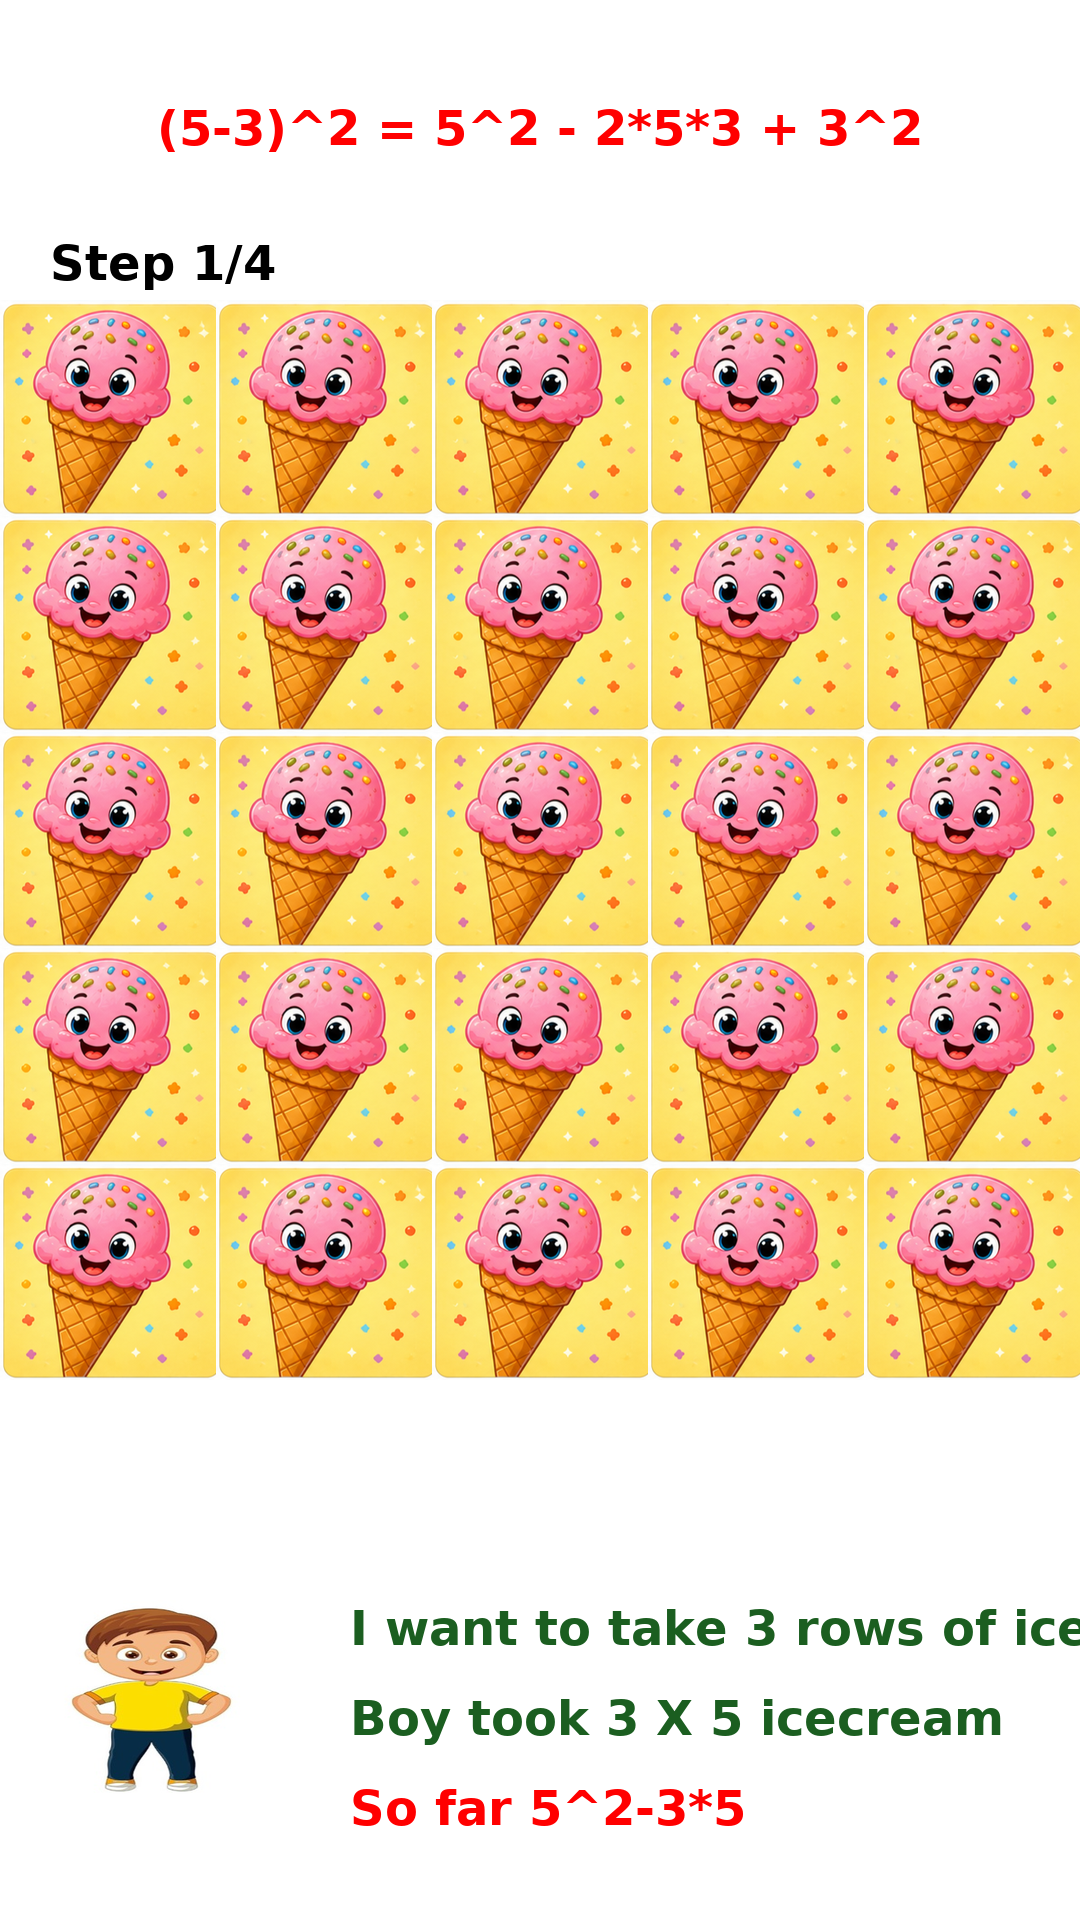 (5-3)^2 = 5^2 - 2*5*3 + 3^2
Step 1/4
I want to take 3 rows of ice
Boy took 3 X 5 icecream
So far 5^2-3*5